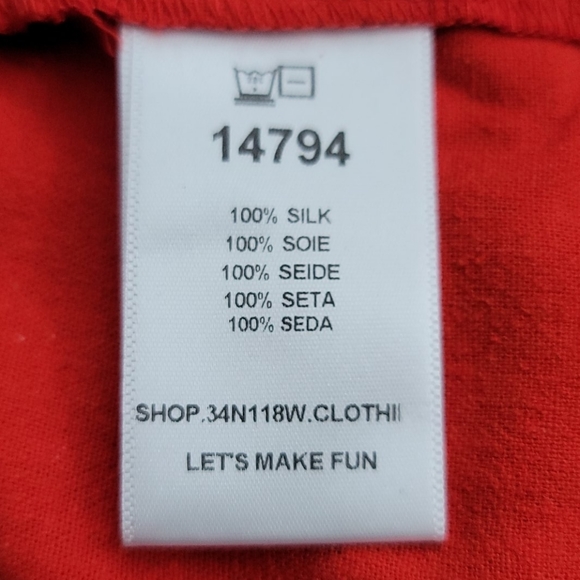 14794
100% SILK
100% SOIE
100% SEIDE
100% SETA
100% SEDA
SHOP.34N118W.CLOTHI
LET'S MAKE FUN